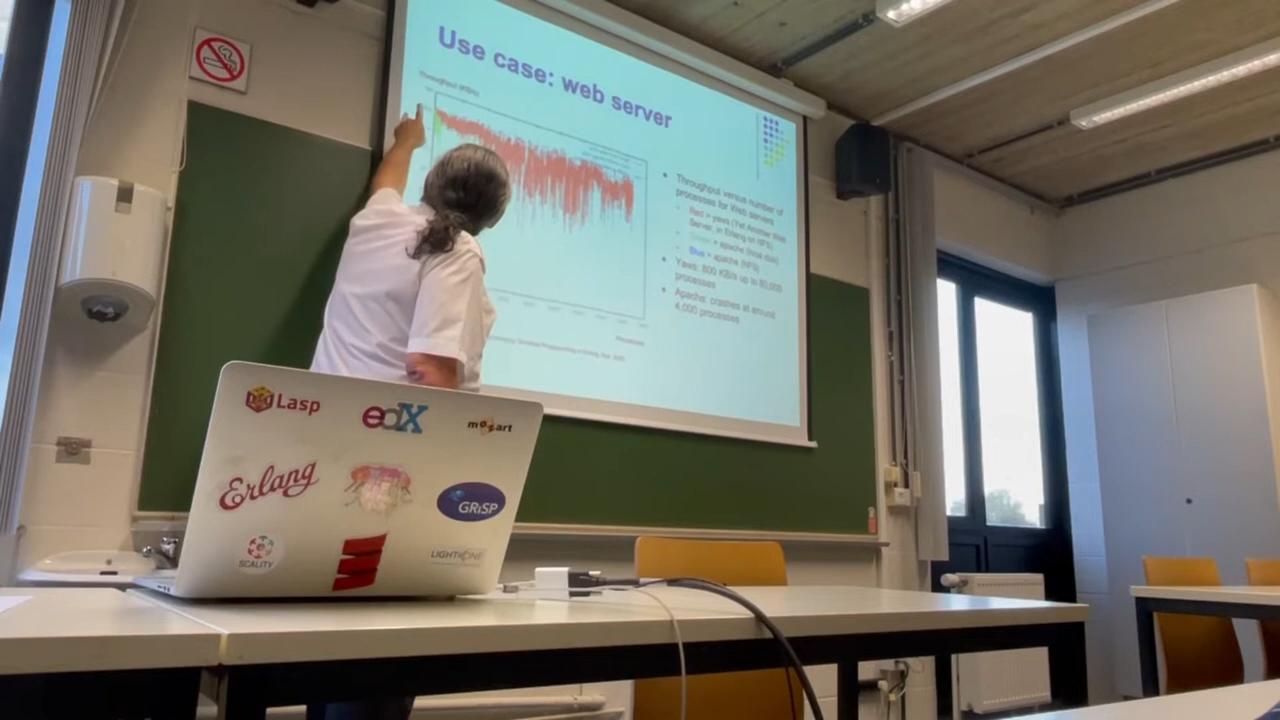 Use case: web server
Throughput (KB/s)
Throughput versus number of
processes for Web servers
Red = yaws (Yet Another Web
Server, in Erlang on NFS)
Green = apache (local disk)
Blue = apache (NFS)
Yaws: 800 KB/s up to 80,000
processes
Apache: crashes at around
4,000 processes
Lasp
edX
mozart
Erlang
GRiSP
SCALITY
LIGHTKONE